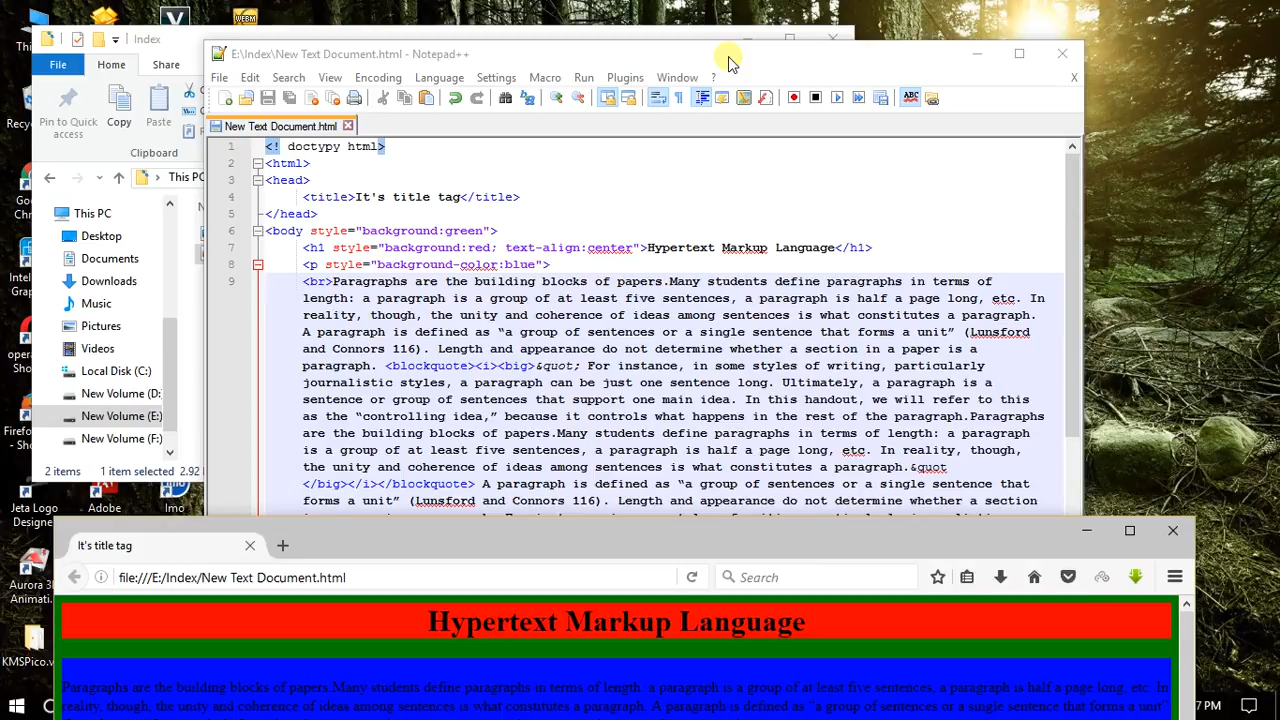 Index
E:\Index\New Text Document.html - Notepad++
File Home Share
File Edit Search View Encoding Language Settings Macro Run Plugins Window ? X
Pin to Quick Copy Paste
Access
Clipboard
New Text Document.html
This PC
1 <! doctypy html>
2 <html>
3 <head>
4 <title>It's title tag</title>
5 </head>
6 <body style="background:green">
7 <h1 style="background:red; text-align:center">Hypertext Markup Language</h1>
8 <p style="background-color:blue">
9 <br>Paragraphs are the building blocks of papers.Many students define paragraphs in terms of
length: a paragraph is a group of at least five sentences, a paragraph is half a page long, etc. In
reality, though, the unity and coherence of ideas among sentences is what constitutes a paragraph.
A paragraph is defined as “a group of sentences or a single sentence that forms a unit” (Lunsford
and Connors 116). Length and appearance do not determine whether a section in a paper is a
paragraph. <blockquote><i><big>&quot; For instance, in some styles of writing, particularly
journalistic styles, a paragraph can be just one sentence long. Ultimately, a paragraph is a
sentence or group of sentences that support one main idea. In this handout, we will refer to this
as the “controlling idea,” because it controls what happens in the rest of the paragraph.Paragraphs
are the building blocks of papers.Many students define paragraphs in terms of length: a paragraph
is a group of at least five sentences, a paragraph is half a page long, etc. In reality, though,
the unity and coherence of ideas among sentences is what constitutes a paragraph.&quot
</big></i></blockquote> A paragraph is defined as “a group of sentences or a single sentence that
forms a unit” (Lunsford and Connors 116). Length and appearance do not determine whether a section
This PC
Desktop
Documents
Downloads
Music
Pictures
Videos
Local Disk (C:)
New Volume (D:
New Volume (E:)
New Volume (F:)
2 items 1 item selected 2.92
Jeta Logo
Designe
Imo
Aurora 3
Animati.
KMSPico.
It's title tag
file:///E:/Index/New Text Document.html
Search
Hypertext Markup Language
Paragraphs are the building blocks of papers.Many students define paragraphs in terms of length: a paragraph is a group of at least five sentences, a paragraph is half a page long, etc. In
reality, though, the unity and coherence of ideas among sentences is what constitutes a paragraph. A paragraph is defined as “a group of sentences or a single sentence that forms a unit”
7 PM